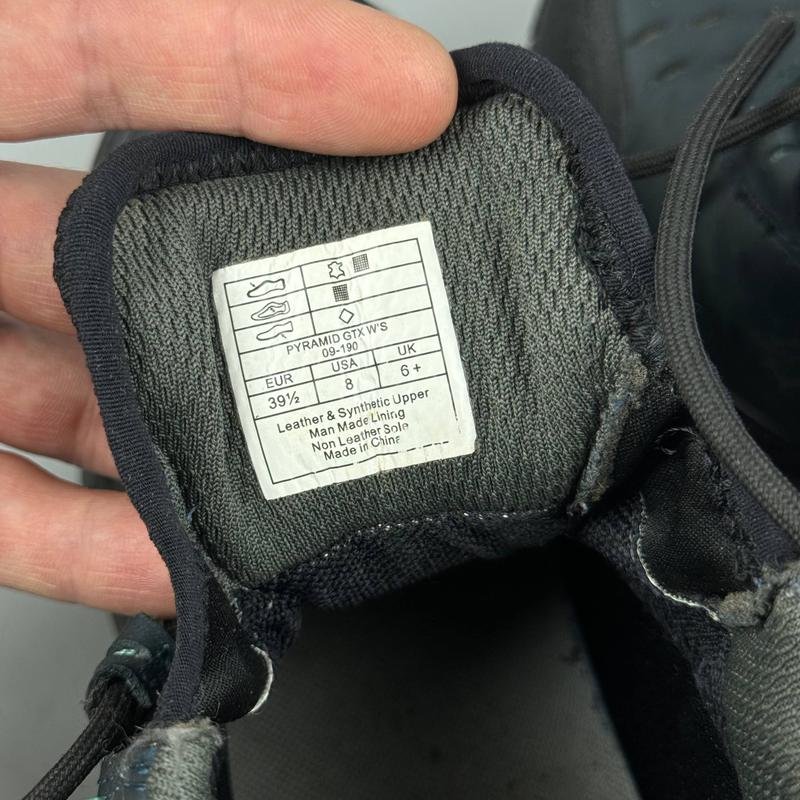 PYRAMID GTX W'S
09-190
EUR USA UK
39½ 8 6+
Leather & Synthetic Upper
Man Made Lining
Non Leather Sole
Made in China